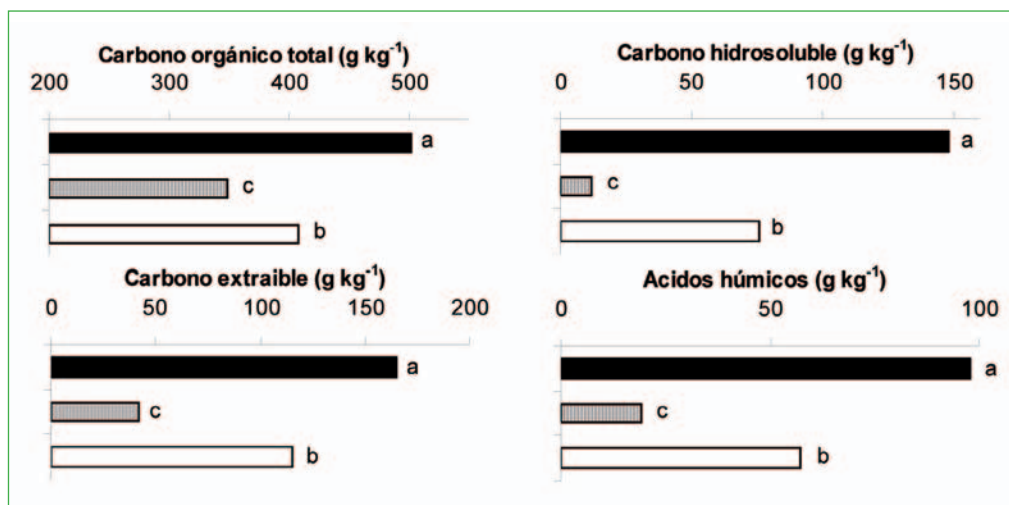 Carbono orgánico total (g kg⁻¹)
200 300 400 500
a
c
b
Carbono hidrosoluble (g kg⁻¹)
0 50 100 150
a
c
b
Carbono extraible (g kg⁻¹)
0 50 100 150 200
a
c
b
Acidos húmicos (g kg⁻¹)
0 50 100
a
c
b